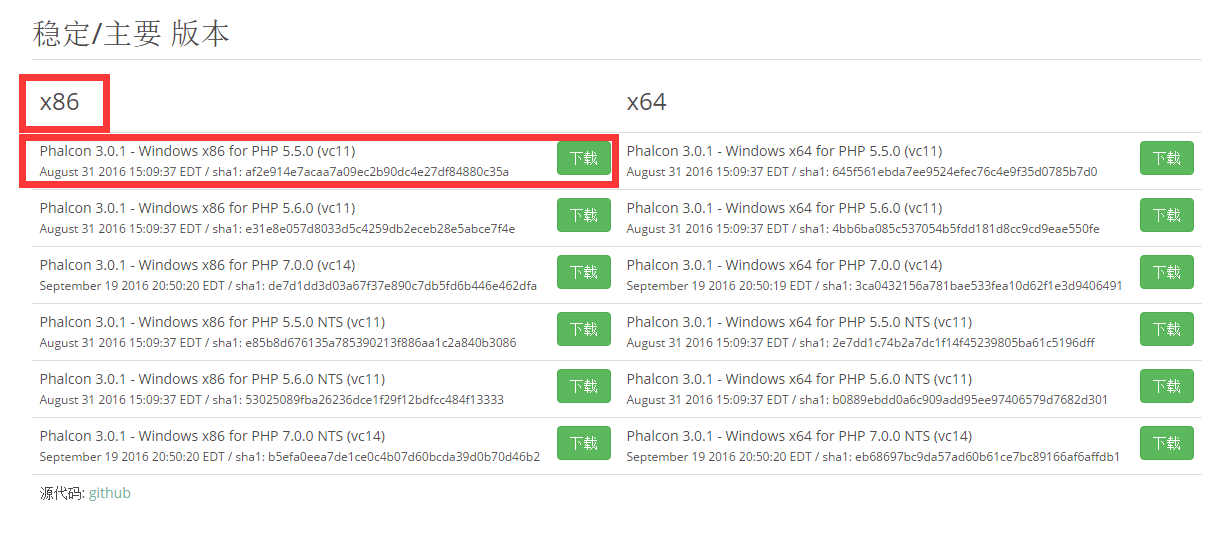 稳定/主要 版本
x86
Phalcon 3.0.1 - Windows x86 for PHP 5.5.0 (vc11)
August 31 2016 15:09:37 EDT / sha1: af2e914e7acaa7a09ec2b90dc4e27df84880c35a
下载
Phalcon 3.0.1 - Windows x86 for PHP 5.6.0 (vc11)
August 31 2016 15:09:37 EDT / sha1: e31e8e057d8033d5c4259db2eceb28e5abce7f4e
下载
Phalcon 3.0.1 - Windows x86 for PHP 7.0.0 (vc14)
September 19 2016 20:50:20 EDT / sha1: de7d1dd3d03a67f37e890c7db5fd6b446e462dfa
下载
Phalcon 3.0.1 - Windows x86 for PHP 5.5.0 NTS (vc11)
August 31 2016 15:09:37 EDT / sha1: e85b8d676135a785390213f886aa1c2a840b3086
下载
Phalcon 3.0.1 - Windows x86 for PHP 5.6.0 NTS (vc11)
August 31 2016 15:09:37 EDT / sha1: 53025089fba26236dce1f29f12bdfcc484f13333
下载
Phalcon 3.0.1 - Windows x86 for PHP 7.0.0 NTS (vc14)
September 19 2016 20:50:20 EDT / sha1: b5efa0eea7de1ce0c4b07d60bcda39d0b70d46b2
下载
x64
Phalcon 3.0.1 - Windows x64 for PHP 5.5.0 (vc11)
August 31 2016 15:09:37 EDT / sha1: 645f561ebda7ee9524efec76c4e9f35d0785b7d0
下载
Phalcon 3.0.1 - Windows x64 for PHP 5.6.0 (vc11)
August 31 2016 15:09:37 EDT / sha1: 4bb6ba085c537054b5fdd181d8cc9cd9eae550fe
下载
Phalcon 3.0.1 - Windows x64 for PHP 7.0.0 (vc14)
September 19 2016 20:50:19 EDT / sha1: 3ca0432156a781bae533fea10d62f1e3d9406491
下载
Phalcon 3.0.1 - Windows x64 for PHP 5.5.0 NTS (vc11)
August 31 2016 15:09:37 EDT / sha1: 2e7dd1c74b2a7dc1f14f45239805ba61c5196dff
下载
Phalcon 3.0.1 - Windows x64 for PHP 5.6.0 NTS (vc11)
August 31 2016 15:09:37 EDT / sha1: b0889ebdd0a6c909add95ee97406579d7682d301
下载
Phalcon 3.0.1 - Windows x64 for PHP 7.0.0 NTS (vc14)
September 19 2016 20:50:20 EDT / sha1: eb68697bc9da57ad60b61ce7bc89166af6affdb1
下载
源代码: github